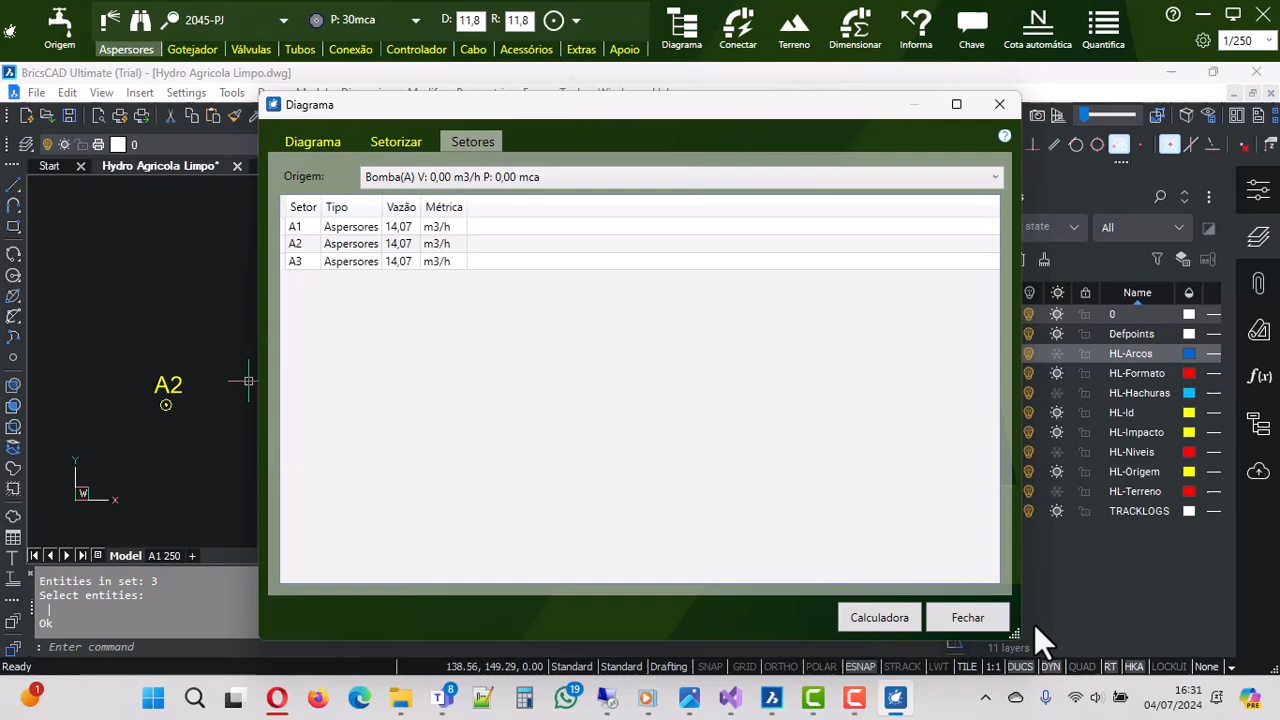 2045-PJ
P: 30mca
D: 11,8
R: 11,8
Origem
Diagrama
Conectar
Terreno
Dimensionar
Informa
Chave
Cota automática
Quantifica
1/250
Aspersores
Gotejador
Válvulas
Tubos
Conexão
Controlador
Cabo
Acessórios
Extras
Apoio
BricsCAD Ultimate (Trial) - [Hydro Agricola Limpo.dwg]
File Edit View Insert Settings Tools
Diagrama
0
Diagrama
Setorizar
Setores
Start
Hydro Agricola Limpo*
Origem:
Bomba(A) V: 0,00 m3/h P: 0,00 mca
state
All
Setor Tipo Vazão Métrica
A1 Aspersores 14,07 m3/h
A2 Aspersores 14,07 m3/h
A3 Aspersores 14,07 m3/h
Name
0
Defpoints
HL-Arcos
HL-Formato
HL-Hachuras
HL-Id
HL-Impacto
HL-Niveis
HL-Origem
HL-Terreno
TRACKLOGS
A2
Y
W
X
Model
A1 250
Entities in set: 3
Select entities:
Ok
Enter command
Calculadora
Fechar
11 layers
Ready
138.56, 149.29, 0.00
Standard
Standard
Drafting
SNAP
GRID
ORTHO
POLAR
ESNAP
STRACK
LWT
TILE
1:1
DUCS
DYN
QUAD
RT
HKA
LOCKUI
None
1
8
19
16:31
04/07/2024
PRE